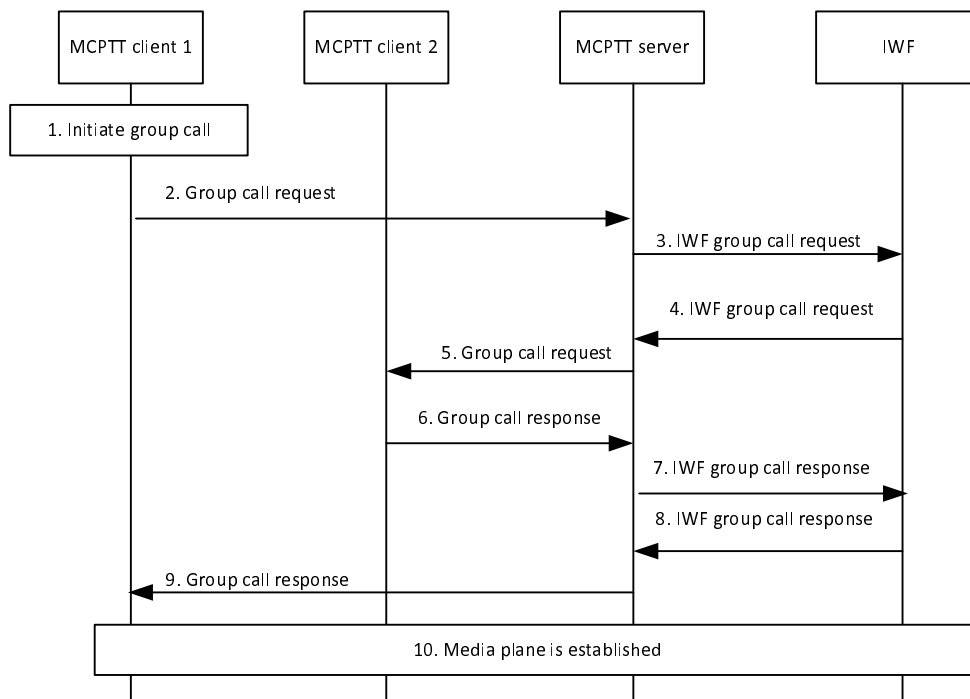 MCPTT client 1
MCPTT client 2
MCPTT server
IWF
1. Initiate group call
2. Group call request
3. IWF group call request
4. IWF group call request
5. Group call request
6. Group call response
7. IWF group call response
8. IWF group call response
9. Group call response
10. Media plane is established